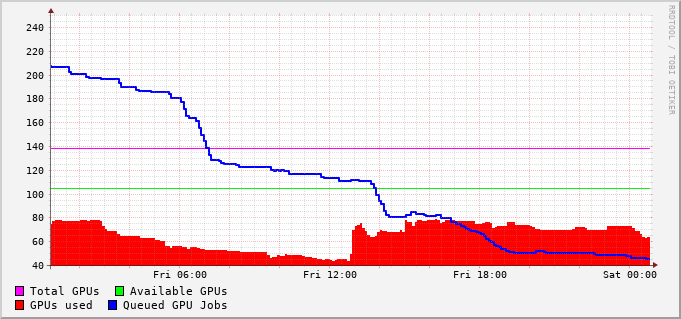 RRDTOOL / TOBI OETIKER
240
220
200
180
160
140
120
100
80
60
40
Fri 06:00 Fri 12:00 Fri 18:00 Sat 00:00
Total GPUs Available GPUs
GPUs used Queued GPU Jobs